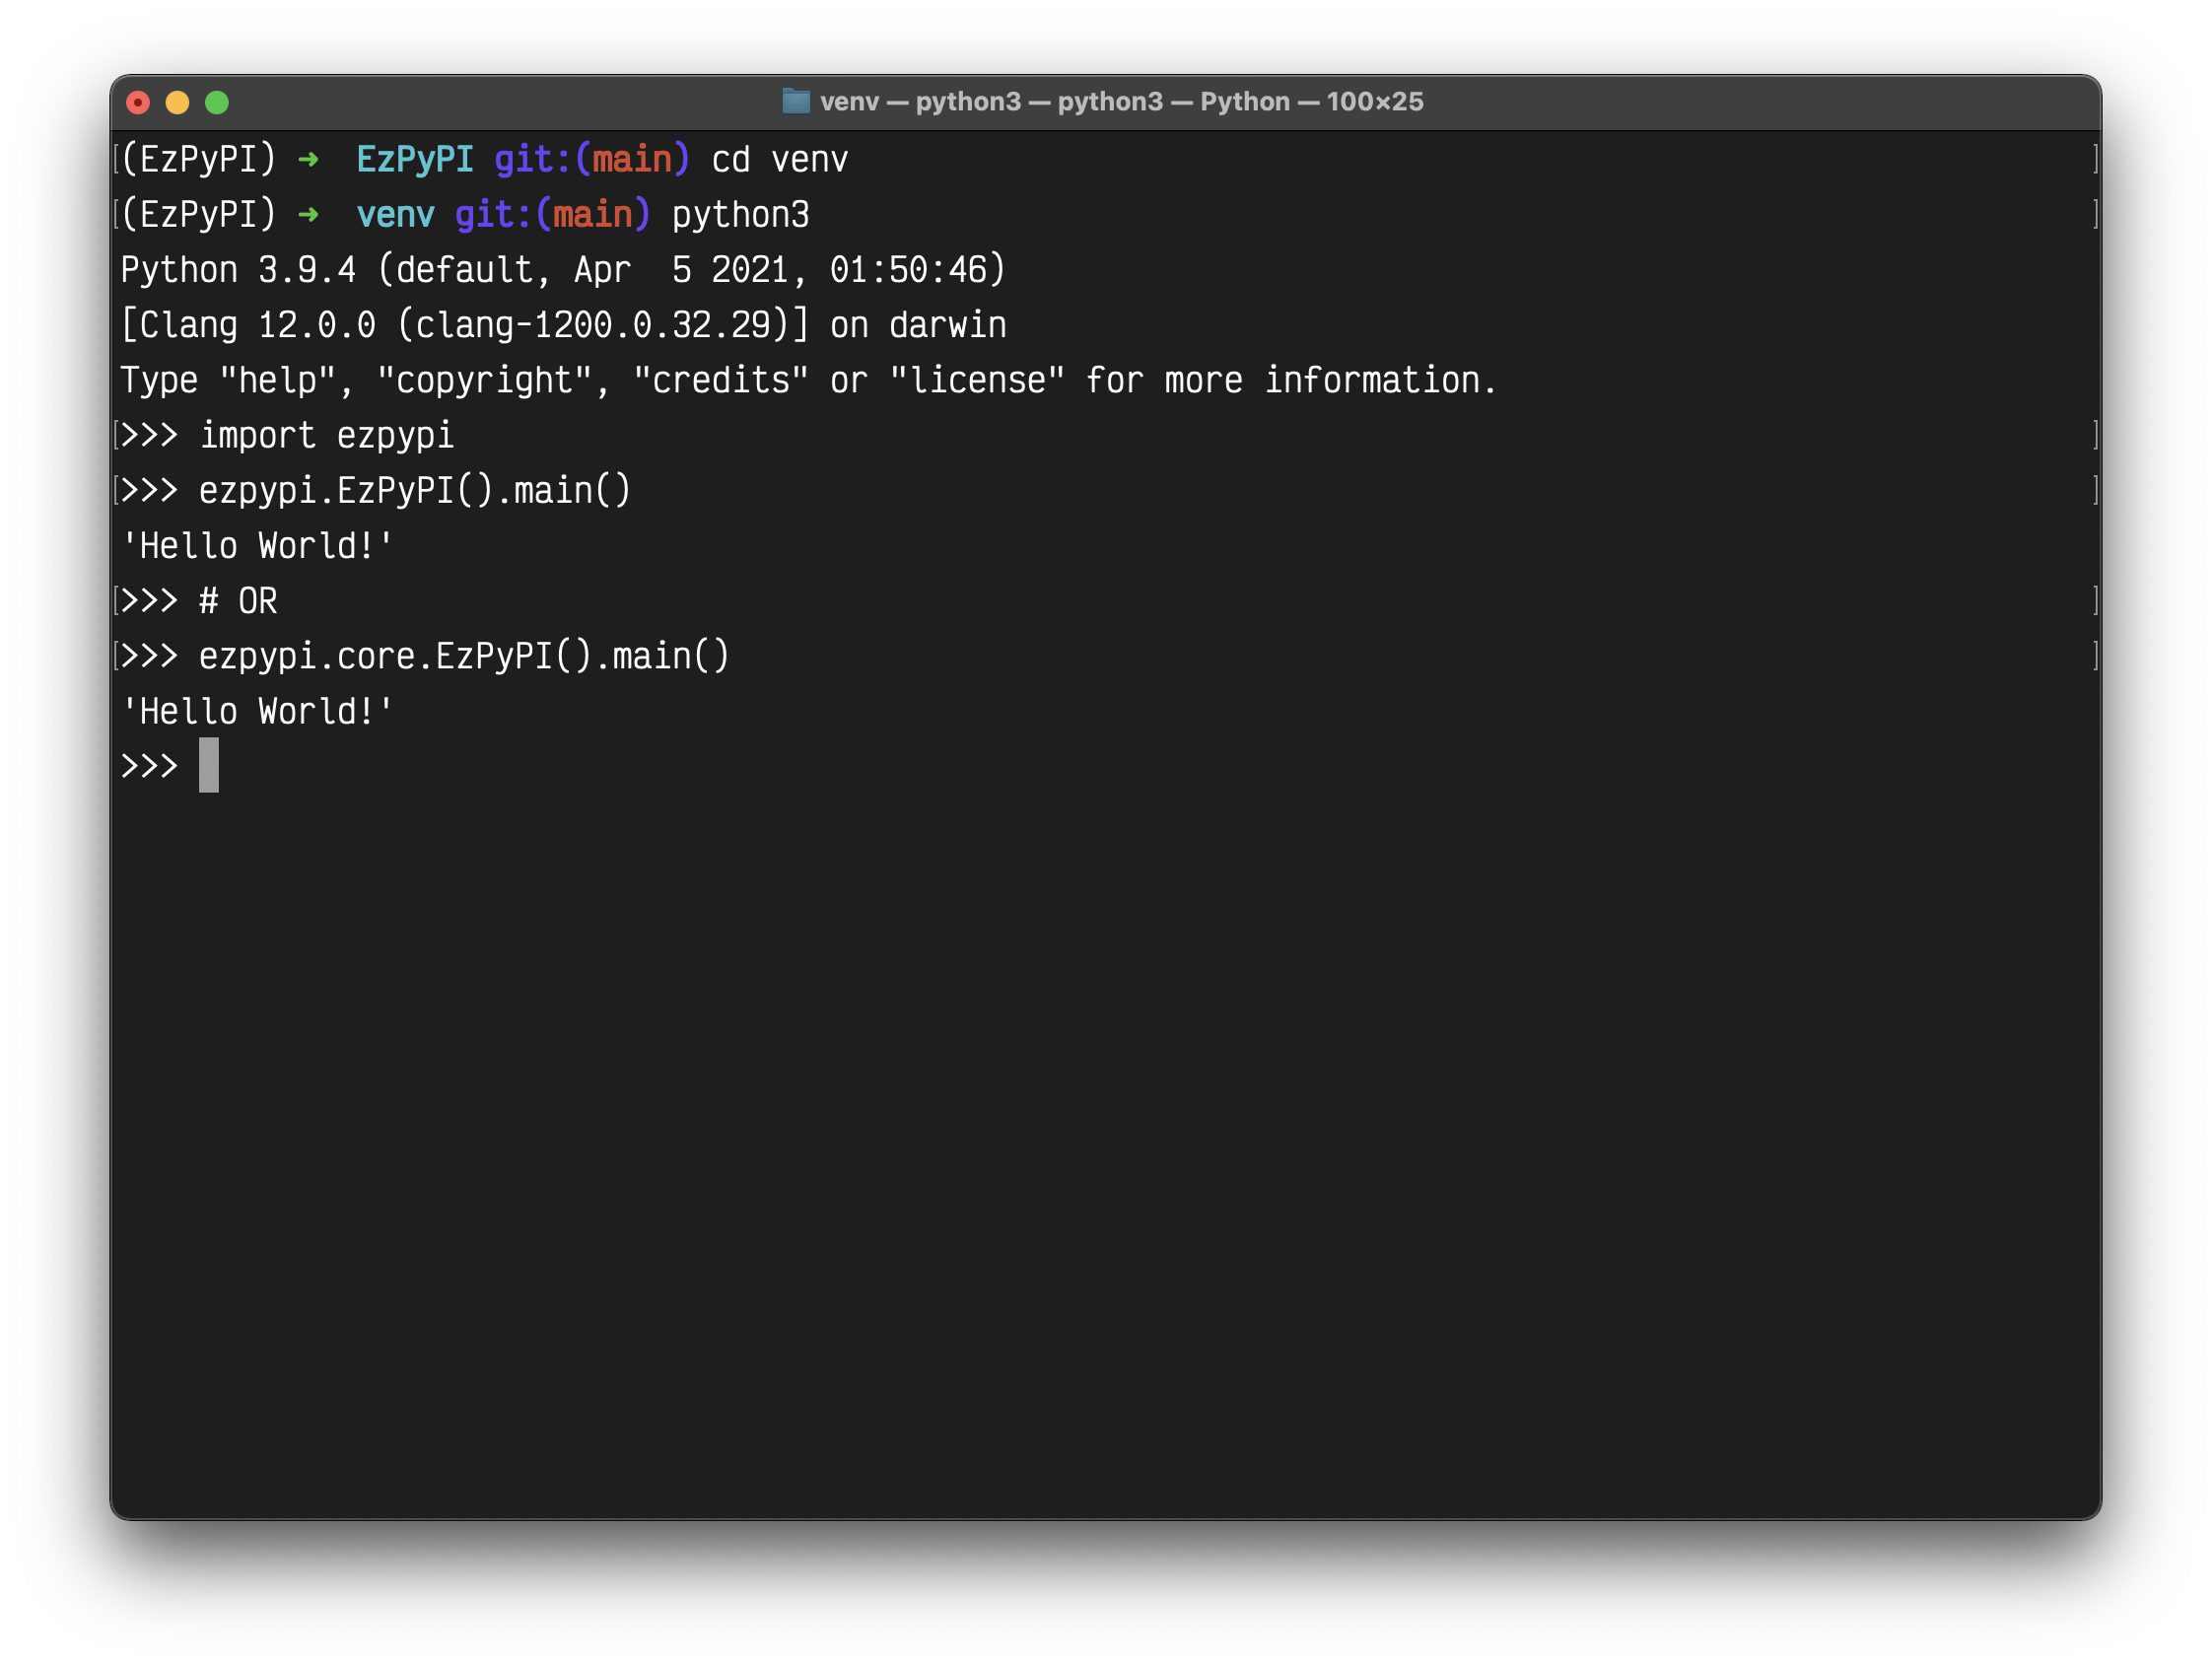 venv — python3 — python3 — Python — 100×25
(EzPyPI) ➜  EzPyPI git:(main) cd venv
(EzPyPI) ➜  venv git:(main) python3
Python 3.9.4 (default, Apr  5 2021, 01:50:46)
[Clang 12.0.0 (clang-1200.0.32.29)] on darwin
Type "help", "copyright", "credits" or "license" for more information.
>>> import ezpypi
>>> ezpypi.EzPyPI().main()
'Hello World!'
>>> # OR
>>> ezpypi.core.EzPyPI().main()
'Hello World!'
>>>